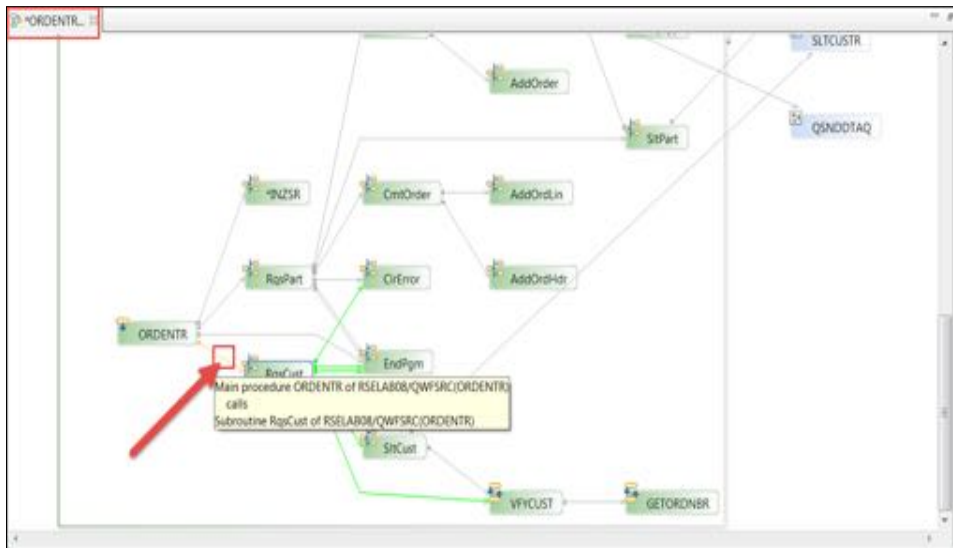 *ORDENTR...
SLTCUSTR
AddOrder
QSNDDTAQ
SltPart
*INZSR
CmtOrder
AddOrdLin
RqsPart
ClrError
AddOrdHdr
ORDENTR
EndPgm
RqsCust
Main procedure ORDENTR of RSELAB08/QWFSRC(ORDENTR)
calls
Subroutine RqsCust of RSELAB08/QWFSRC(ORDENTR)
SltCust
VFYCUST
GETORDNBR